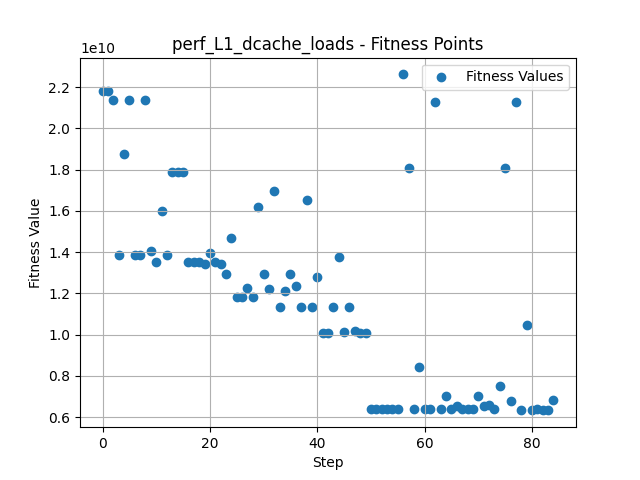 perf_L1_dcache_loads - Fitness Points
1e10
Fitness Values
2.2
2.0
1.8
1.6
1.4
1.2
1.0
0.8
0.6
Fitness Value
0 20 40 60 80
Step